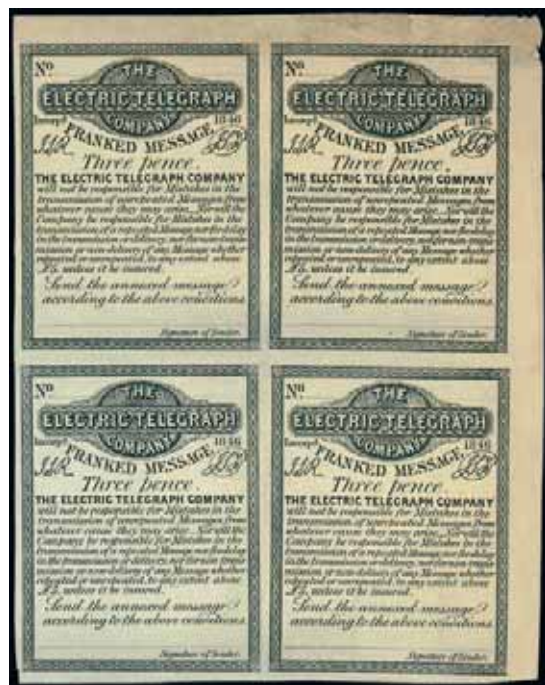 No
THE
ELECTRIC TELEGRAPH
COMPANY
Incorpd 1846
FRANKED MESSAGE
Three pence.
THE ELECTRIC TELEGRAPH COMPANY
will not be responsible for Mistakes in the
transmission of unrepeated Messages from
whatever cause they may arise. Nor will the
Company be responsible for Mistakes in the
transmission of a repeated Message nor for delay
in the transmission or delivery, nor for non-trans-
mission or non-delivery of any Message whether
repeated or unrepeated, to any extent above
£5, unless it be insured.
Send the annexed message
according to the above conditions.
Signature of Sender.
No
THE
ELECTRIC TELEGRAPH
COMPANY
Incorpd 1846
FRANKED MESSAGE
Three pence.
THE ELECTRIC TELEGRAPH COMPANY
will not be responsible for Mistakes in the
transmission of unrepeated Messages from
whatever cause they may arise. Nor will the
Company be responsible for Mistakes in the
transmission of a repeated Message nor for delay
in the transmission or delivery, nor for non-trans-
mission or non-delivery of any Message whether
repeated or unrepeated, to any extent above
£5, unless it be insured.
Send the annexed message
according to the above conditions.
Signature of Sender.
No
THE
ELECTRIC TELEGRAPH
COMPANY
Incorpd 1846
FRANKED MESSAGE
Three pence.
THE ELECTRIC TELEGRAPH COMPANY
will not be responsible for Mistakes in the
transmission of unrepeated Messages from
whatever cause they may arise. Nor will the
Company be responsible for Mistakes in the
transmission of a repeated Message nor for delay
in the transmission or delivery, nor for non-trans-
mission or non-delivery of any Message whether
repeated or unrepeated, to any extent above
£5, unless it be insured.
Send the annexed message
according to the above conditions.
Signature of Sender.
No
THE
ELECTRIC TELEGRAPH
COMPANY
Incorpd 1846
FRANKED MESSAGE
Three pence.
THE ELECTRIC TELEGRAPH COMPANY
will not be responsible for Mistakes in the
transmission of unrepeated Messages from
whatever cause they may arise. Nor will the
Company be responsible for Mistakes in the
transmission of a repeated Message nor for delay
in the transmission or delivery, nor for non-trans-
mission or non-delivery of any Message whether
repeated or unrepeated, to any extent above
£5, unless it be insured.
Send the annexed message
according to the above conditions.
Signature of Sender.